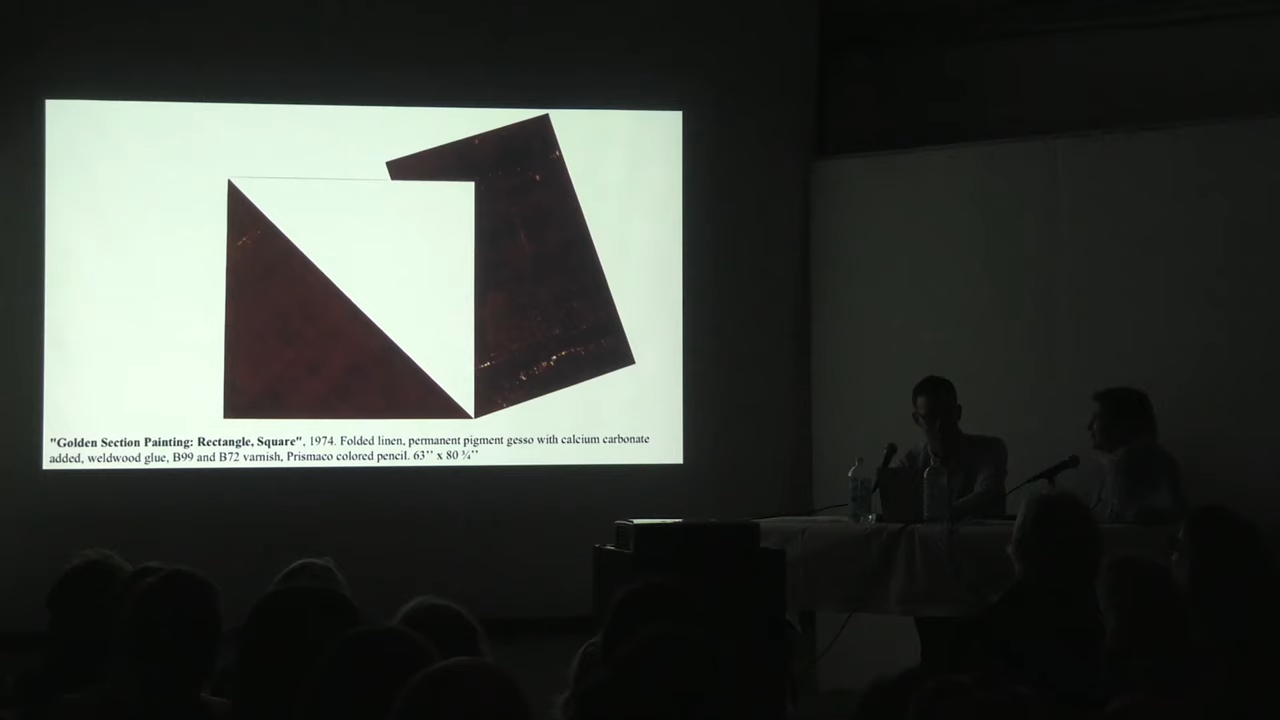 "Golden Section Painting: Rectangle, Square", 1974. Folded linen, permanent pigment gesso with calcium carbonate
added, weldwood glue, B99 and B72 varnish, Prismaco colored pencil. 63’’ x 80 ¾’’